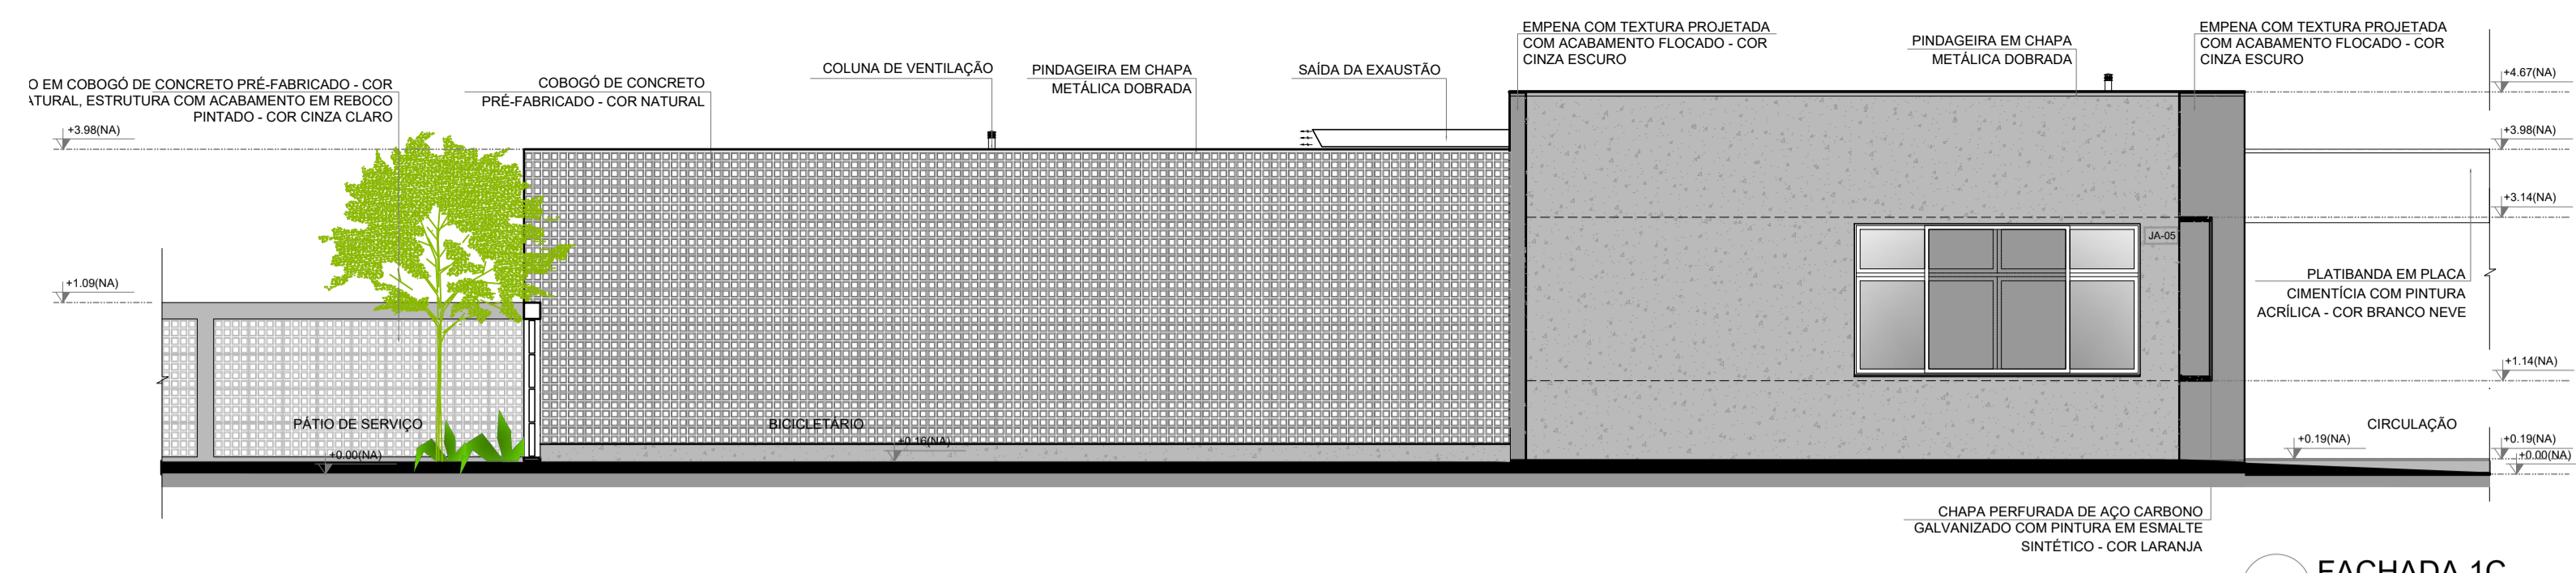 O EM COBOGÓ DE CONCRETO PRÉ-FABRICADO - COR
ATURAL, ESTRUTURA COM ACABAMENTO EM REBOCO
PINTADO - COR CINZA CLARO
COBOGÓ DE CONCRETO
PRÉ-FABRICADO - COR NATURAL
COLUNA DE VENTILAÇÃO
PINDAGEIRA EM CHAPA
METÁLICA DOBRADA
SAÍDA DA EXAUSTÃO
EMPENA COM TEXTURA PROJETADA
COM ACABAMENTO FLOCADO - COR
CINZA ESCURO
PINDAGEIRA EM CHAPA
METÁLICA DOBRADA
EMPENA COM TEXTURA PROJETADA
COM ACABAMENTO FLOCADO - COR
CINZA ESCURO
+4.67(NA)
+3.98(NA)
+3.98(NA)
+3.14(NA)
JA-05
+1.09(NA)
PLATIBANDA EM PLACA
CIMENTÍCIA COM PINTURA
ACRÍLICA - COR BRANCO NEVE
+1.14(NA)
PÁTIO DE SERVIÇO
BICICLETÁRIO
CIRCULAÇÃO
+0.00(NA)
+0.16(NA)
+0.19(NA)
+0.19(NA)
+0.00(NA)
CHAPA PERFURADA DE AÇO CARBONO
GALVANIZADO COM PINTURA EM ESMALTE
SINTÉTICO - COR LARANJA
FACHADA 1C